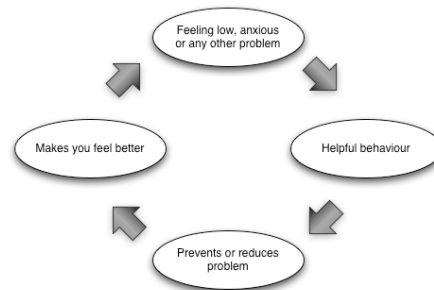 Feeling low, anxious
or any other problem
Helpful behaviour
Prevents or reduces
problem
Makes you feel better